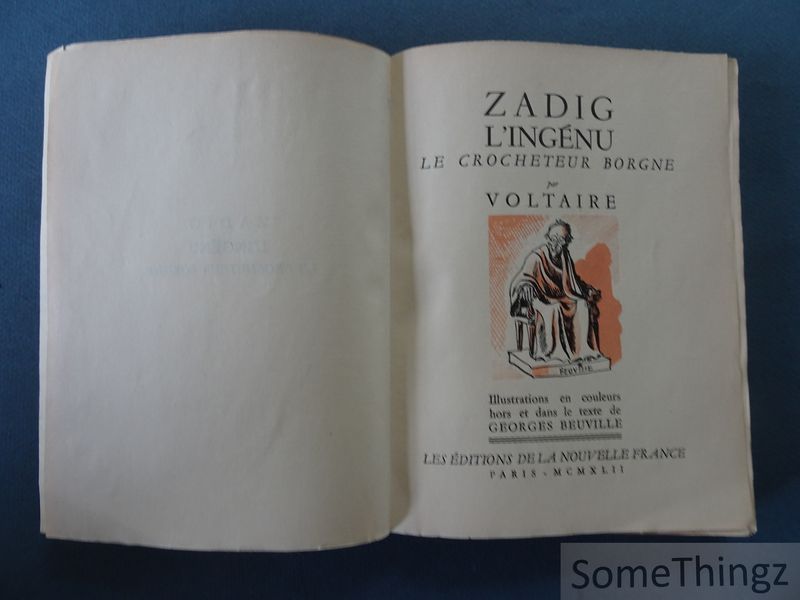 ZADIG
L'INGÉNU
LE CROCHETEUR BORGNE
par
VOLTAIRE
BEUVILLE
Illustrations en couleurs
hors et dans le texte de
GEORGES BEUVILLE
LES ÉDITIONS DE LA NOUVELLE FRANCE
PARIS - MCMXLII
SomeThingz